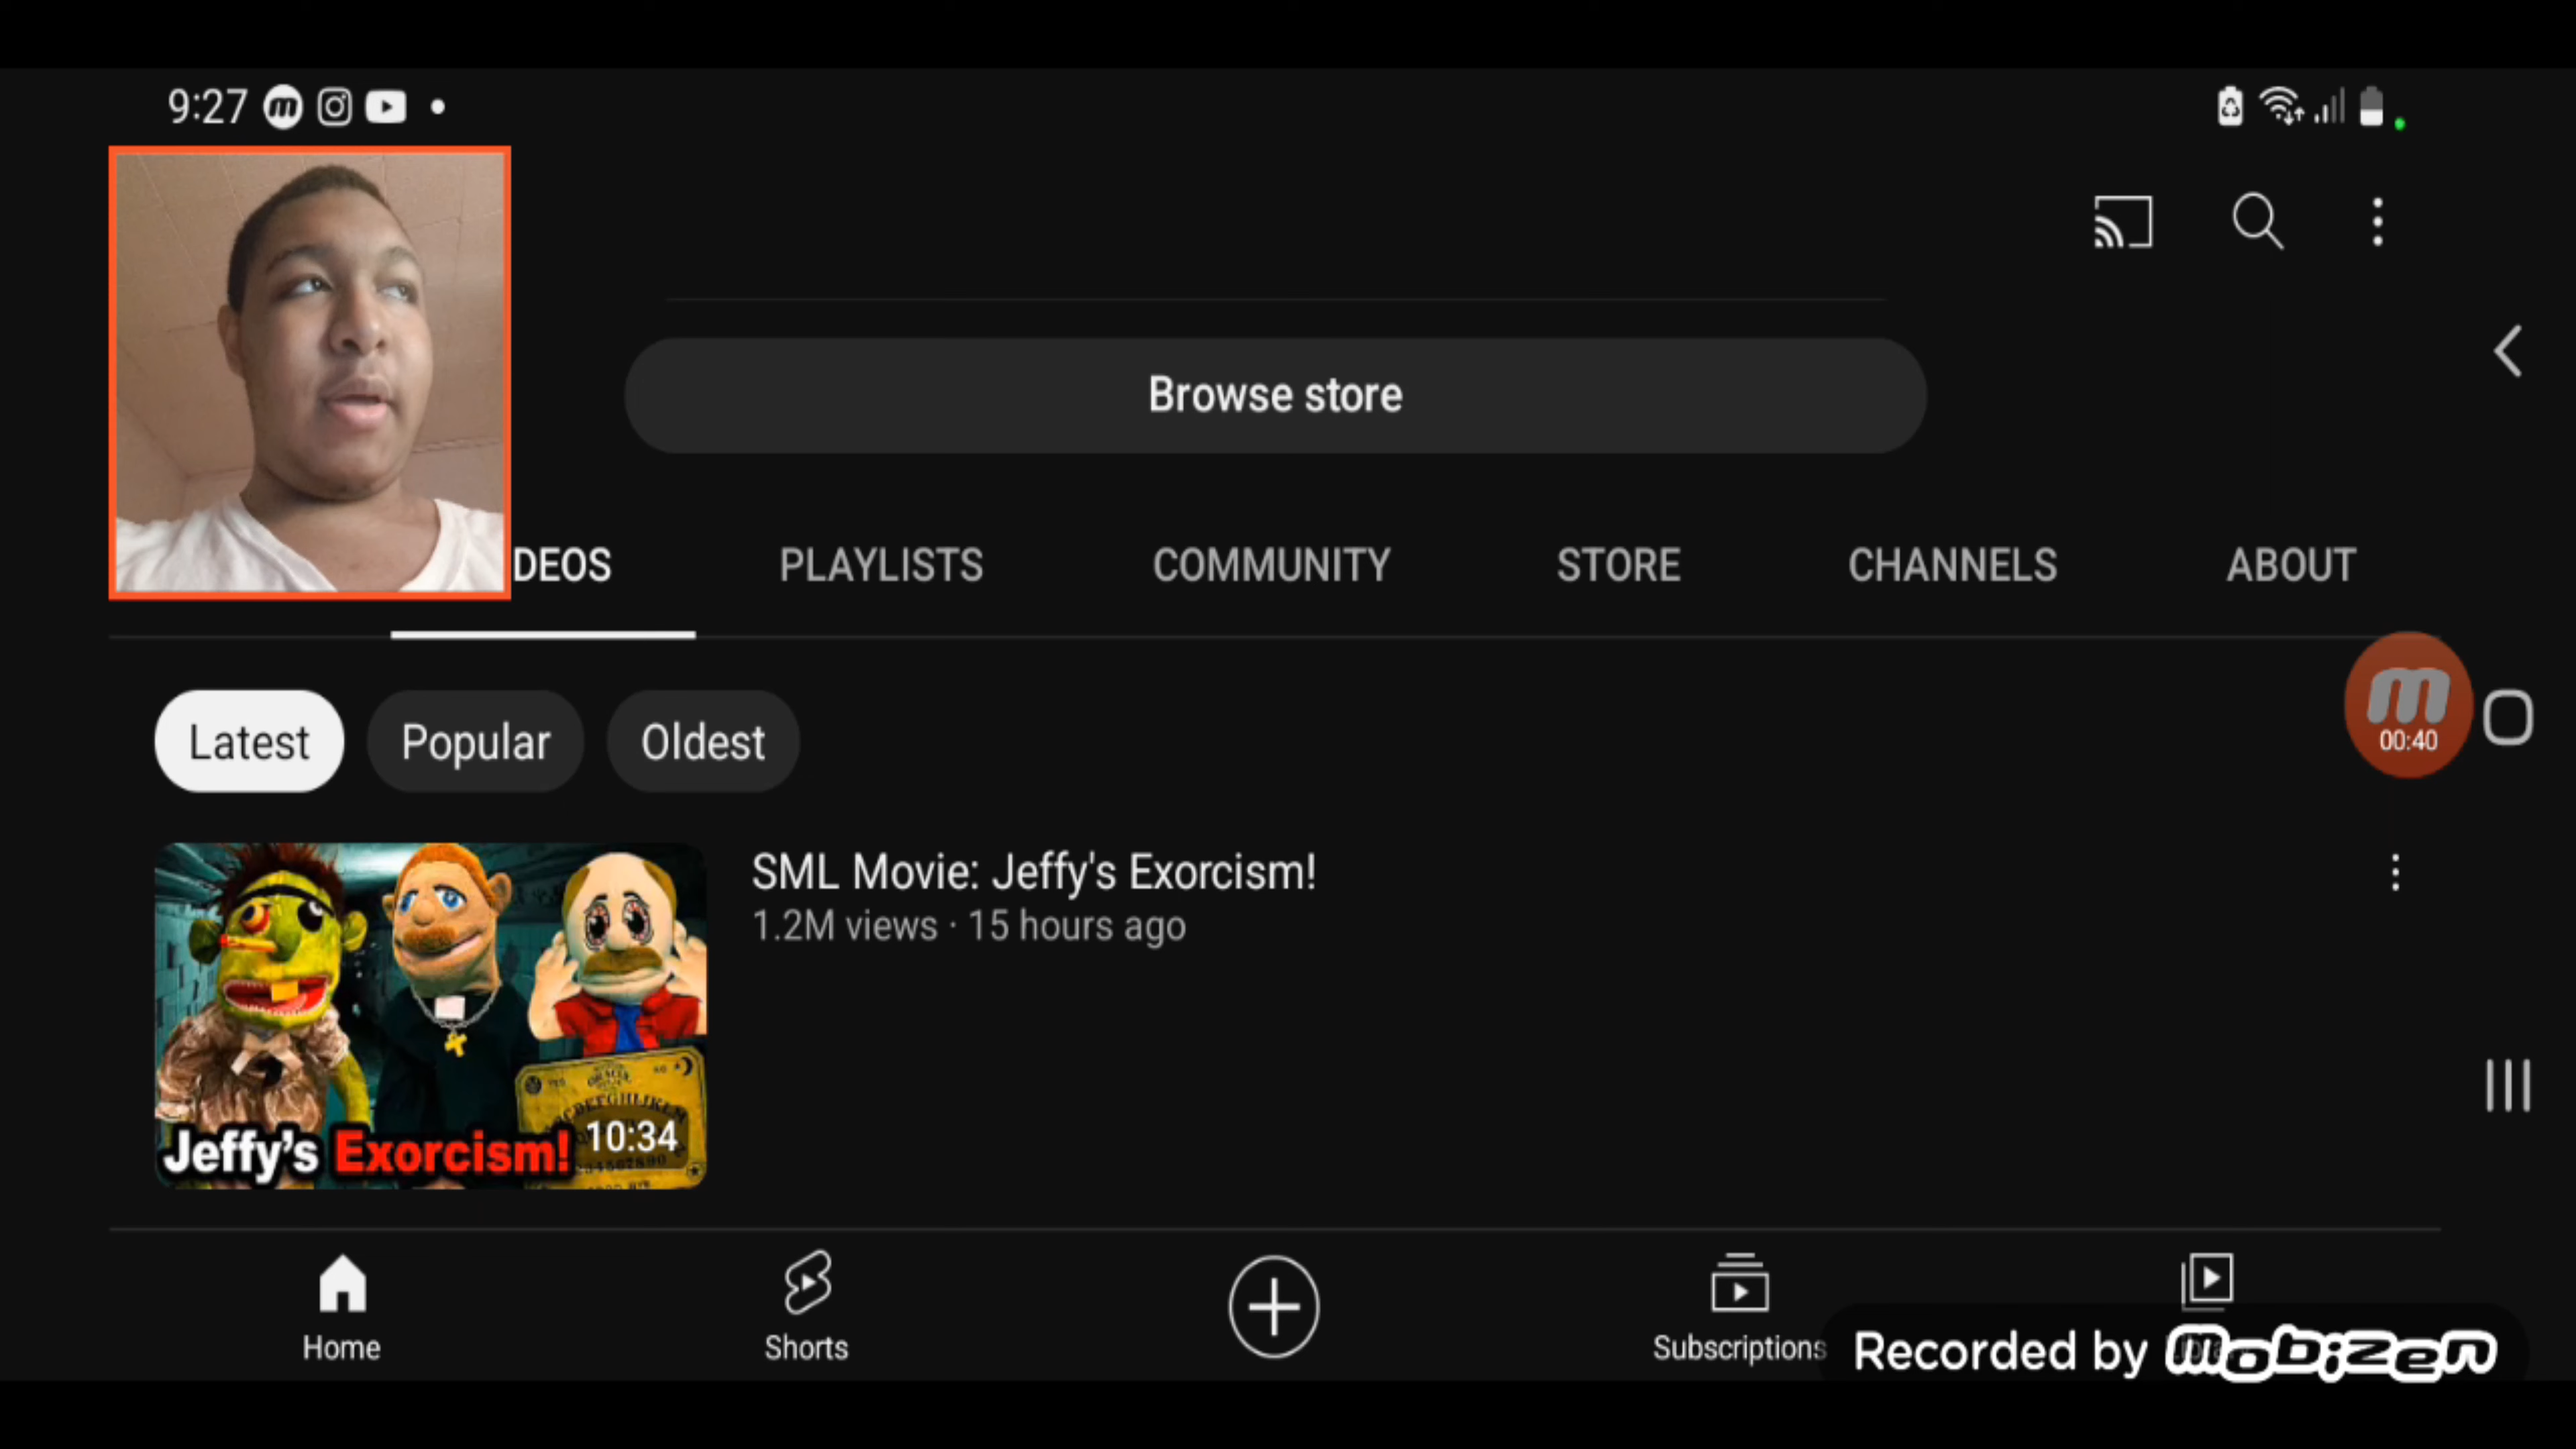 9:27
Browse store
DEOS PLAYLISTS COMMUNITY STORE CHANNELS ABOUT
Latest Popular Oldest
00:40
SML Movie: Jeffy's Exorcism!
1.2M views · 15 hours ago
Jeffy's Exorcism!
10:34
Home Shorts Subscriptions
Recorded by mobizen